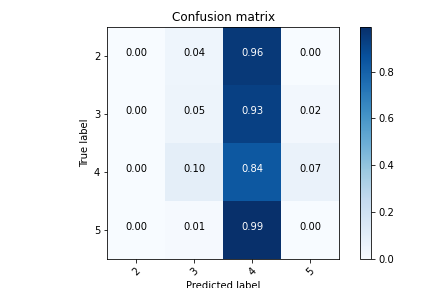 Confusion matrix
2 0.00 0.04 0.96 0.00
3 0.00 0.05 0.93 0.02
4 0.00 0.10 0.84 0.07
5 0.00 0.01 0.99 0.00
True label
2 3 4 5
Predicted label
0.8
0.6
0.4
0.2
0.0